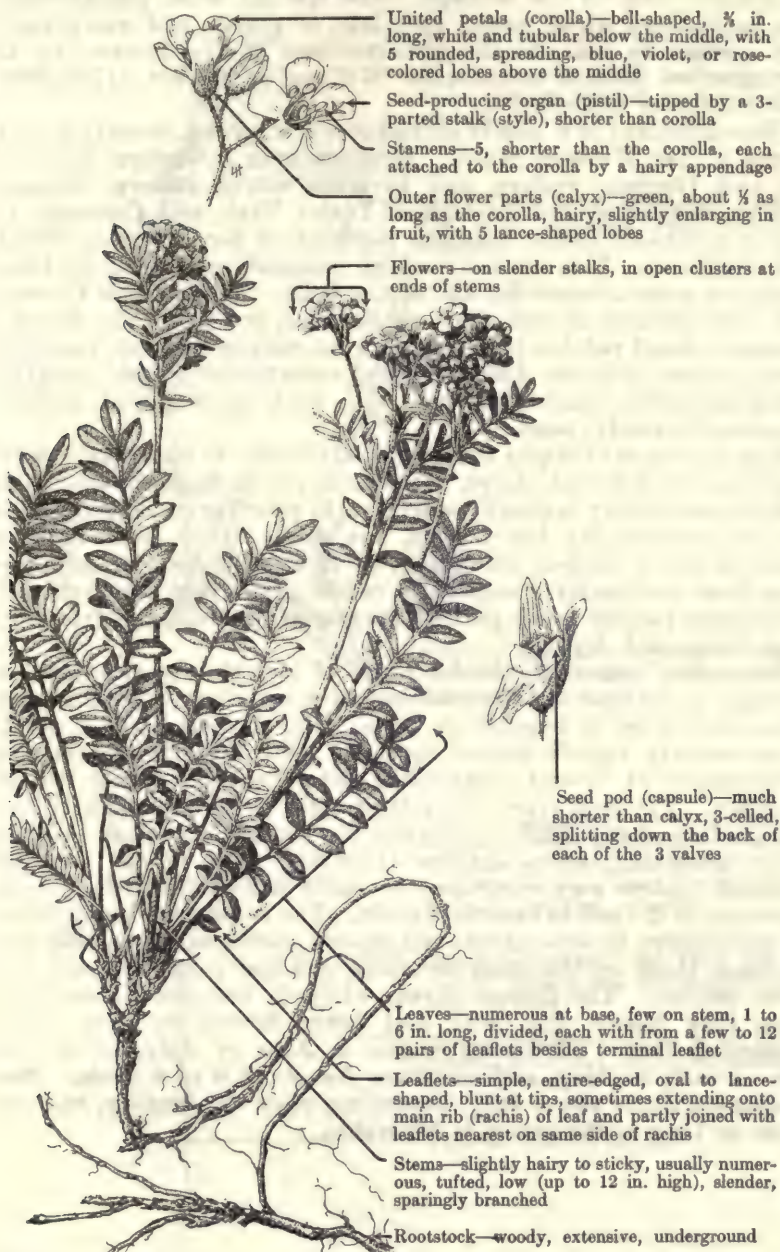 United petals (corolla)—bell-shaped, in.
long, white and tubular below the middle, with
5 rounded, spreading, blue, violet, or rose-
colored lobes above the middle
Seed-producing organ (pistil)—tipped by a 3-
parted stalk (style), shorter than corolla
Stamens—5, shorter than the corolla, each
attached to the corolla by a hairy appendage
Outer flower parts (calyx)—green, about as
long as the corolla, hairy, slightly enlarging in
fruit, with 5 lance-shaped lobes
Flowers—on slender stalks, in open clusters at
ends of stems
Seed pod (capsule)—much
shorter than calyx, 3-celled,
splitting down the back of
each of the 3 valves
Leaves—numerous at base, few on stem, 1 to
6 in. long, divided, each with from a few to 12
pairs of leaflets besides terminal leaflet
Leaflets—simple, entire-edged, oval to lance-
shaped, blunt at tips, sometimes extending onto
main rib (rachis) of leaf and partly joined with
leaflets nearest on same side of rachis
Stems—slightly hairy to sticky, usually numer-
ous, tufted, low (up to 12 in. high), slender,
sparingly branched
Rootstock—woody, extensive, underground